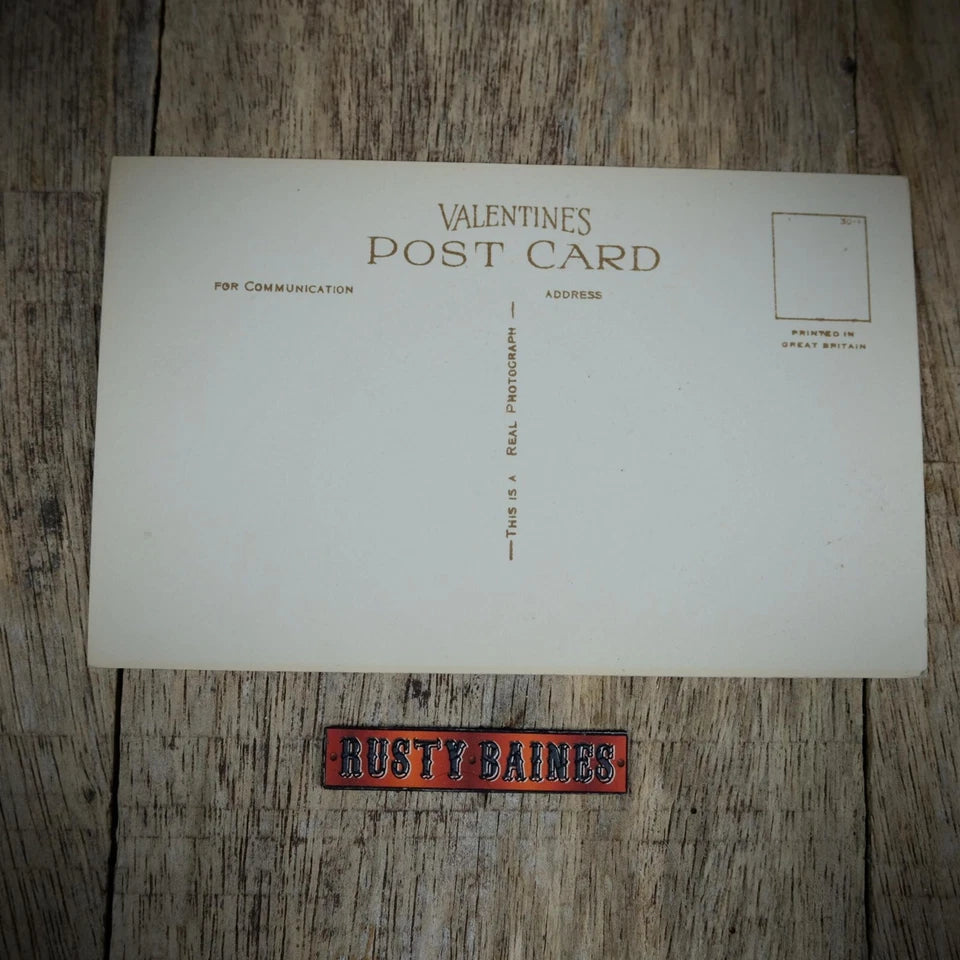 VALENTINE'S
POST CARD
FOR COMMUNICATION
ADDRESS
THIS IS A REAL PHOTOGRAPH
PRINTED IN
GREAT BRITAIN
RUSTY BAINES